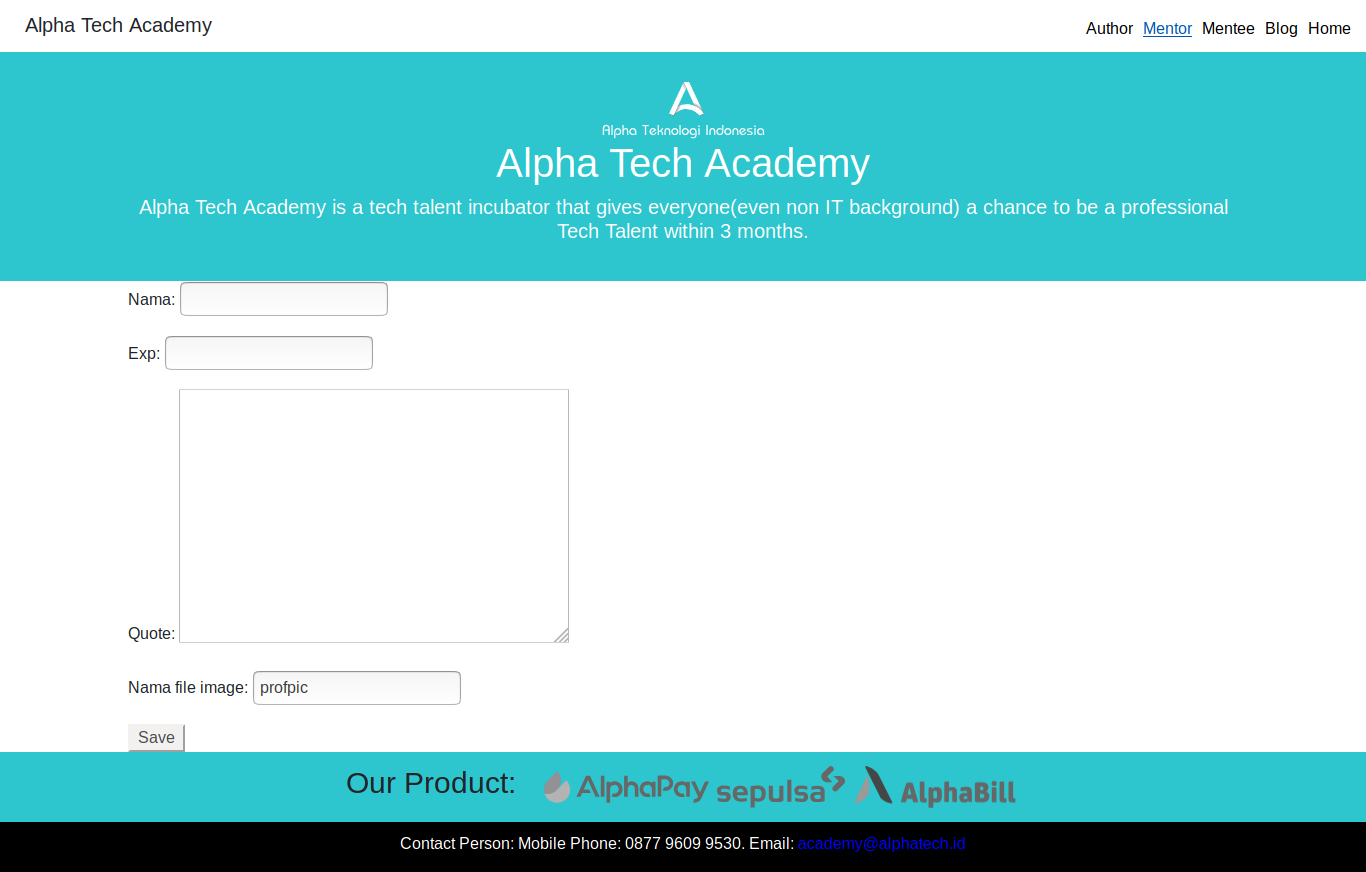 Alpha Tech Academy
Author Mentor Mentee Blog Home
Alpha Teknologi Indonesia
Alpha Tech Academy
Alpha Tech Academy is a tech talent incubator that gives everyone(even non IT background) a chance to be a professional
Tech Talent within 3 months.
Nama:
Exp:
Quote:
Nama file image: profpic
Save
Our Product: AlphaPay sepulsa AlphaBill
Contact Person: Mobile Phone: 0877 9609 9530. Email: academy@alphatech.id